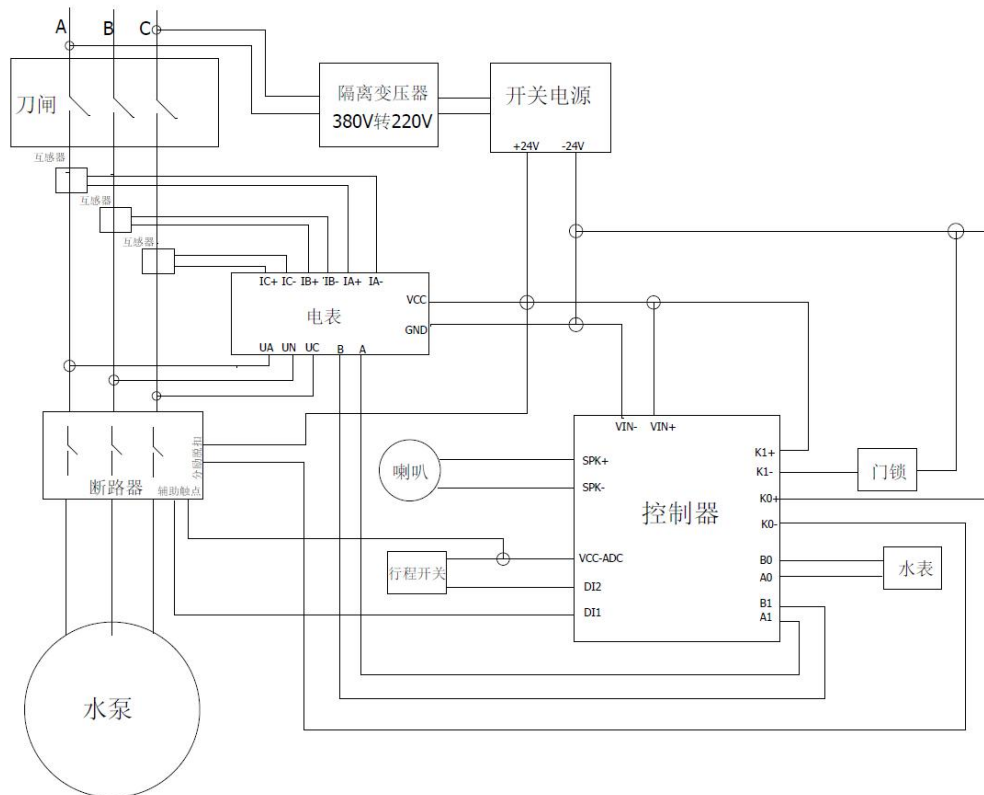 A B C
刀闸
隔离变压器
380V转220V
开关电源
+24V -24V
互感器
互感器
互感器
IC+ IC- IB+ IB- IA+ IA-
VCC
电表
GND
UA UN UC B A
分励脱扣
断路器
辅助触点
水泵
喇叭
行程开关
VIN- VIN+
SPK+
SPK-
控制器
VCC-ADC
DI2
DI1
K1+
K1-
K0+
K0-
B0
A0
B1
A1
门锁
水表